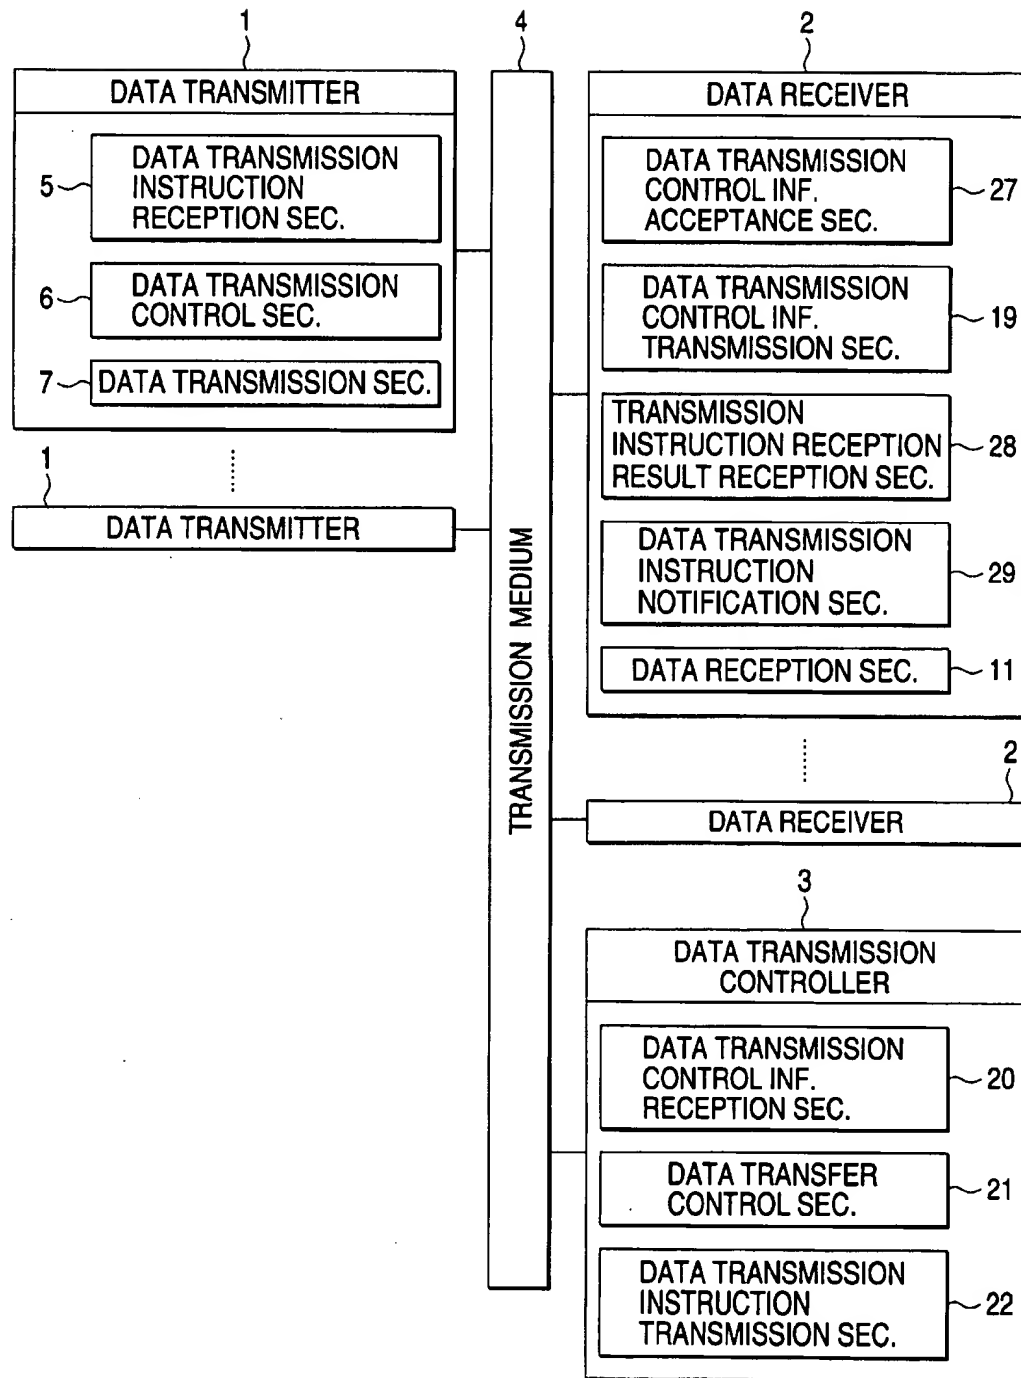 1
DATA TRANSMITTER
5
DATA TRANSMISSION
INSTRUCTION
RECEPTION SEC.
6
DATA TRANSMISSION
CONTROL SEC.
7
DATA TRANSMISSION SEC.
1
DATA TRANSMITTER
4
TRANSMISSION MEDIUM
2
DATA RECEIVER
DATA TRANSMISSION
CONTROL INF.
ACCEPTANCE SEC.
27
DATA TRANSMISSION
CONTROL INF.
TRANSMISSION SEC.
19
TRANSMISSION
INSTRUCTION RECEPTION
RESULT RECEPTION SEC.
28
DATA TRANSMISSION
INSTRUCTION
NOTIFICATION SEC.
29
DATA RECEPTION SEC.
11
2
DATA RECEIVER
3
DATA TRANSMISSION
CONTROLLER
DATA TRANSMISSION
CONTROL INF.
RECEPTION SEC.
20
DATA TRANSFER
CONTROL SEC.
21
DATA TRANSMISSION
INSTRUCTION
TRANSMISSION SEC.
22